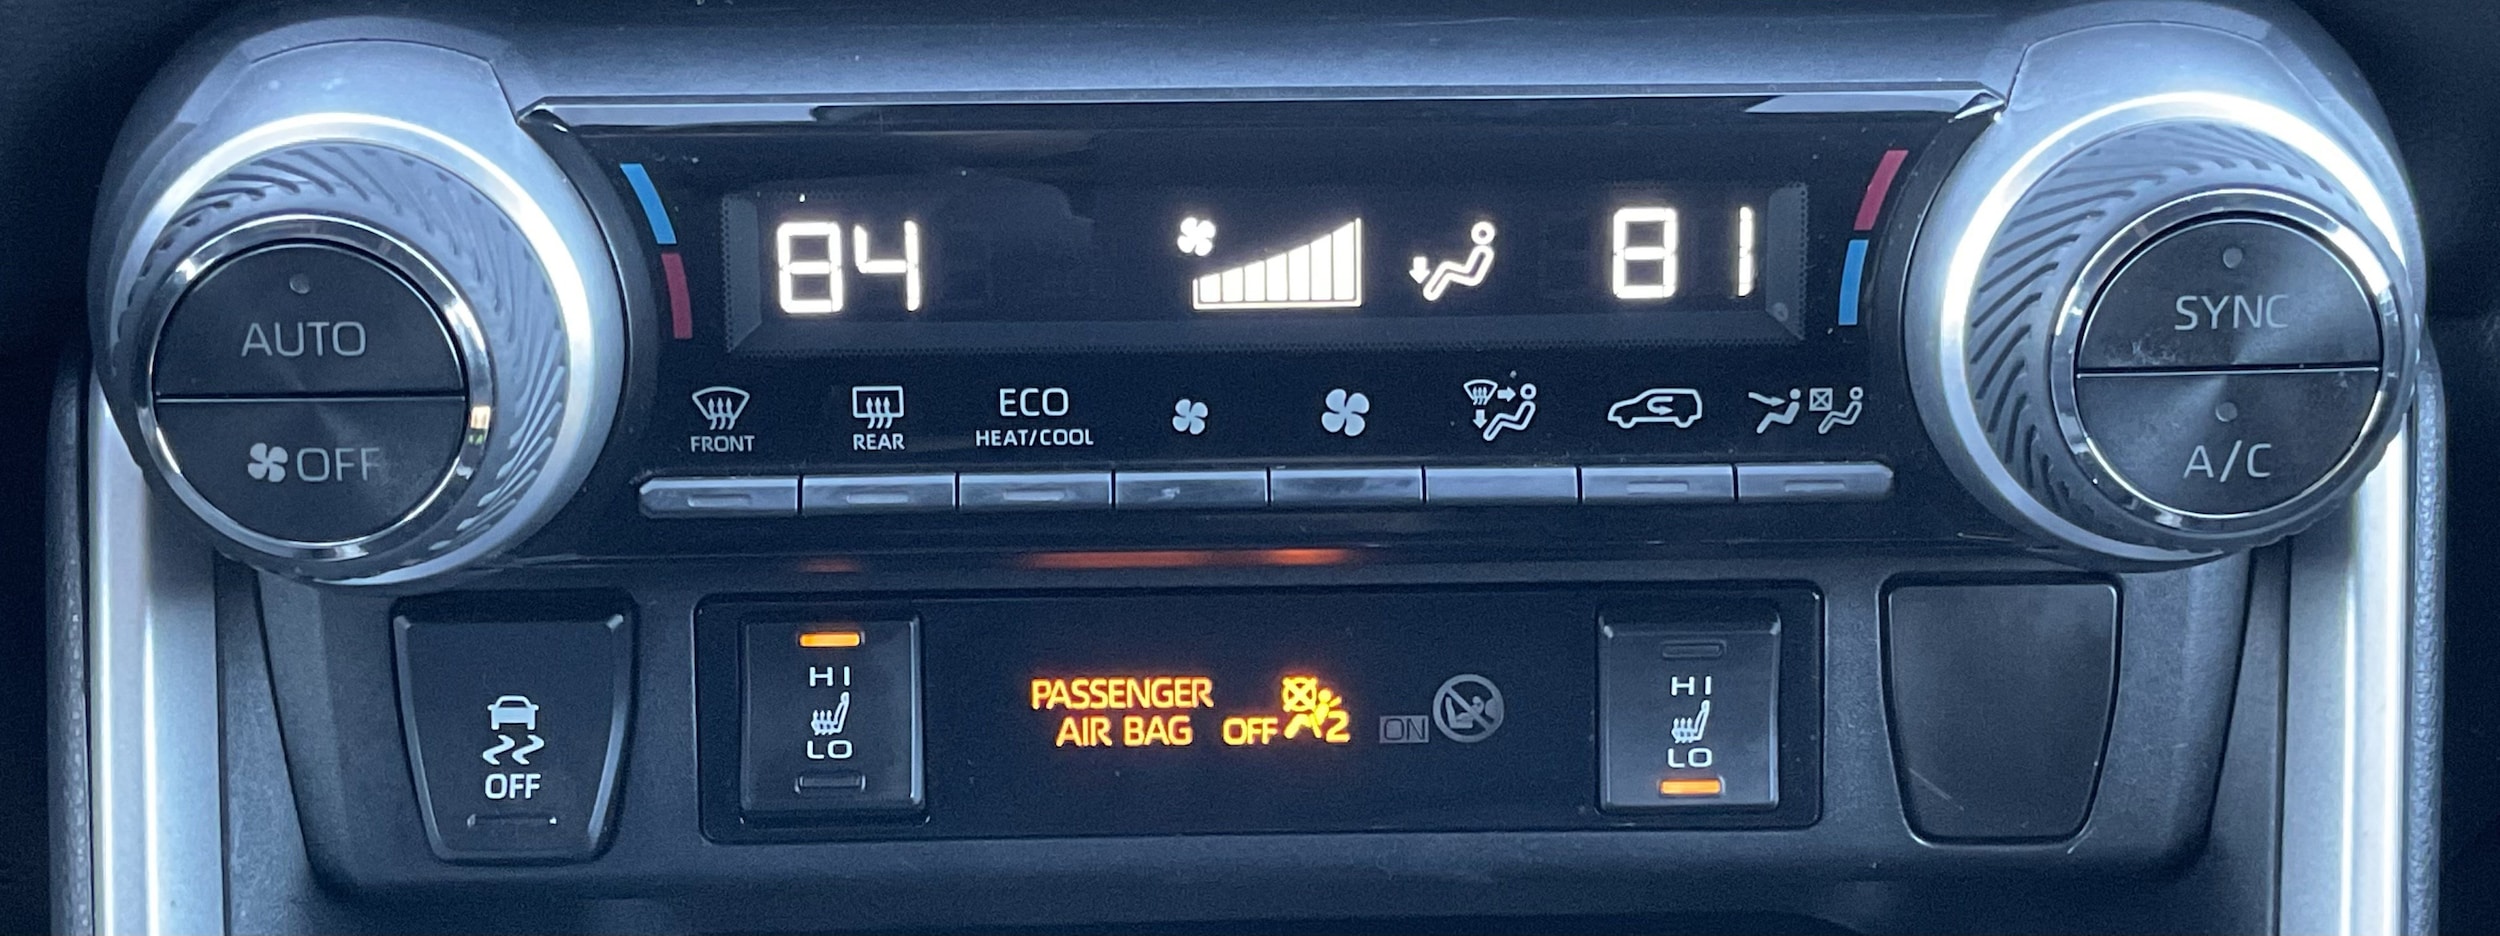 84 81
AUTO
OFF
SYNC
A/C
FRONT
REAR
ECO
HEAT/COOL
OFF
HI
LO
PASSENGER
AIR BAG OFF 2 ON
HI
LO